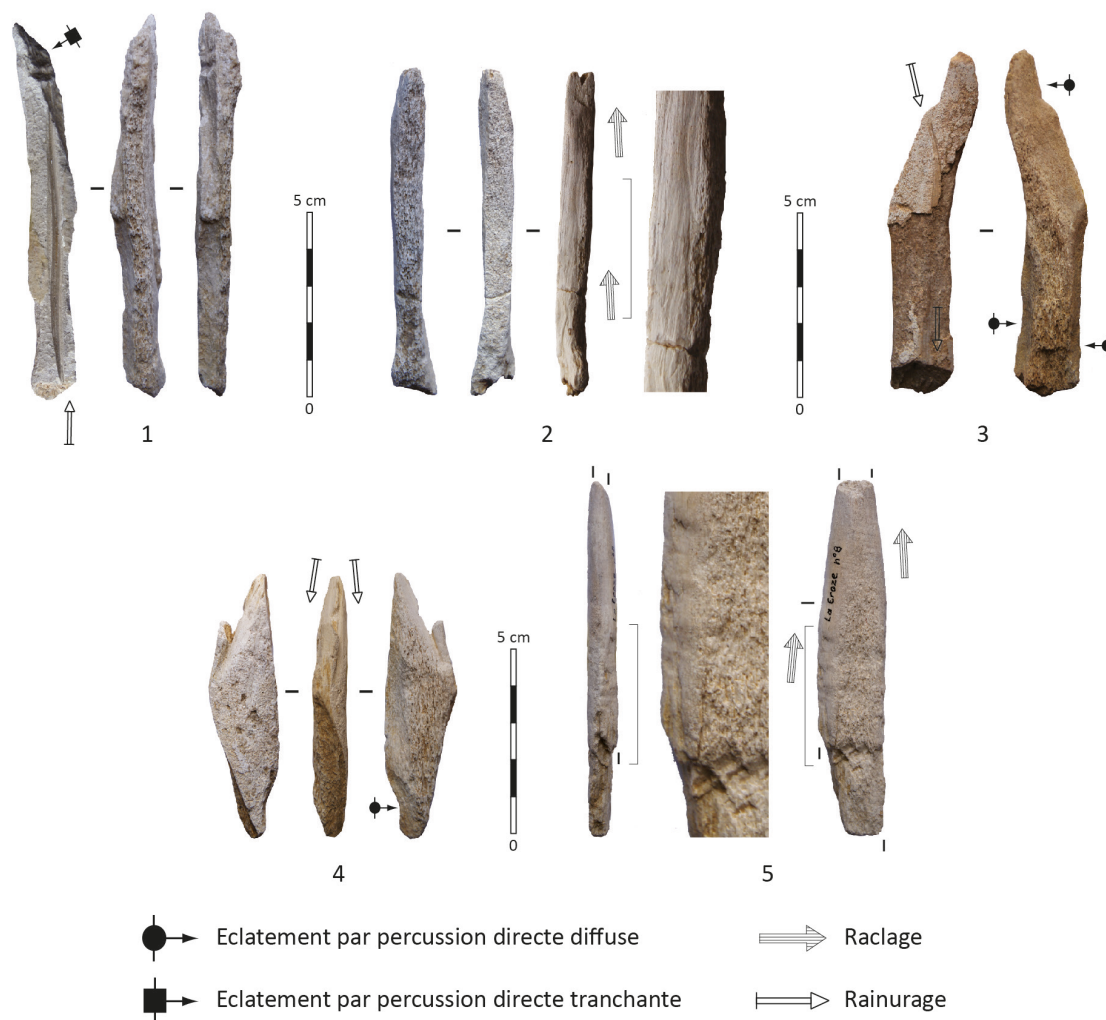 5 cm
0
5 cm
0
1
2
3
La Croze n°8
5 cm
0
4
5
Eclatement par percussion directe diffuse
Raclage
Eclatement par percussion directe tranchante
Rainurage